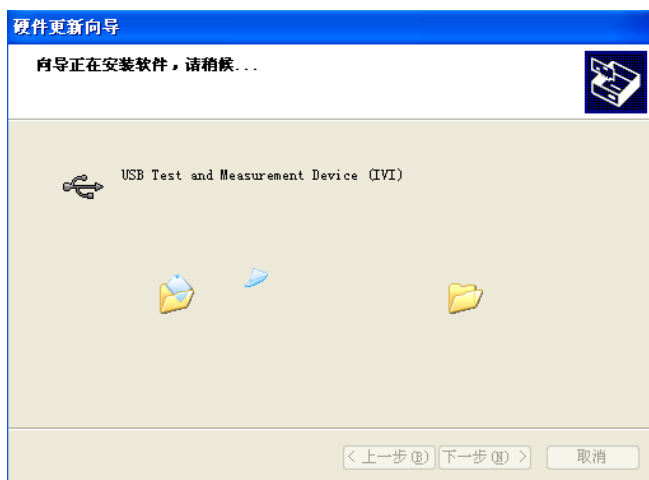 硬件更新向导
向导正在安装软件，请稍候...
USB Test and Measurement Device (IVI)
< 上一步(B) 下一步(N) > 取消